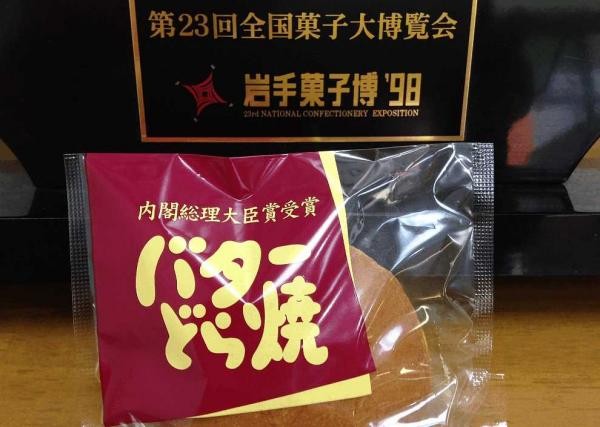 第23回全国菓子大博覧会
岩手菓子博'98
23rd NATIONAL CONFECTIONERY EXPOSITION
内閣総理大臣賞受賞
バター
どら焼